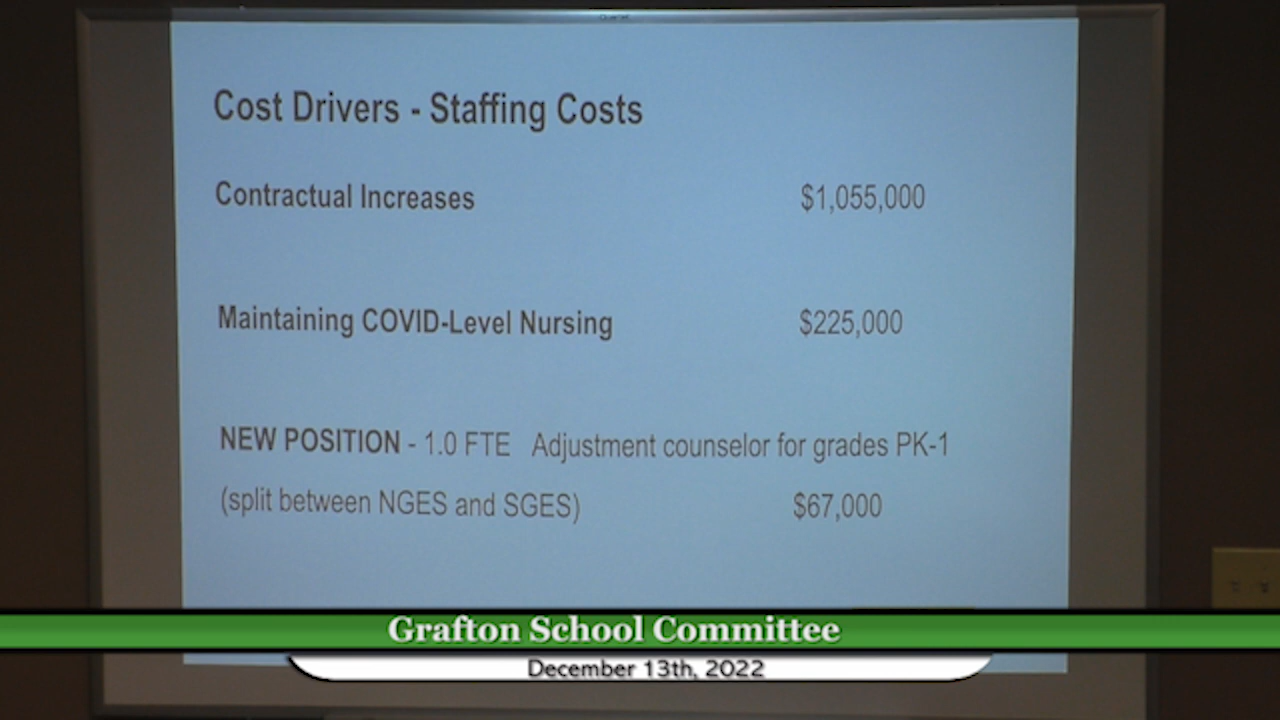 Cost Drivers - Staffing Costs
Contractual Increases $1,055,000
Maintaining COVID-Level Nursing $225,000
NEW POSITION - 1.0 FTE Adjustment counselor for grades PK-1
(split between NGES and SGES) $67,000
Grafton School Committee
December 13th, 2022